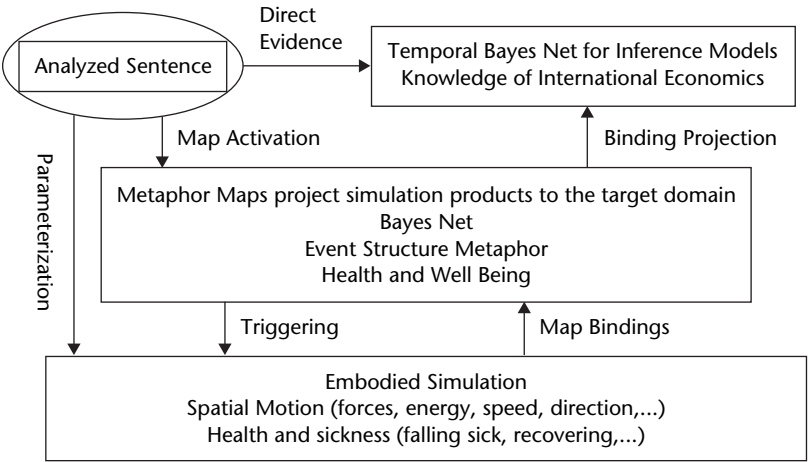 Direct
Evidence
Analyzed Sentence
Temporal Bayes Net for Inference Models
Knowledge of International Economics
Map Activation
Binding Projection
Parameterization
Metaphor Maps project simulation products to the target domain
Bayes Net
Event Structure Metaphor
Health and Well Being
Triggering
Map Bindings
Embodied Simulation
Spatial Motion (forces, energy, speed, direction,...)
Health and sickness (falling sick, recovering,...)